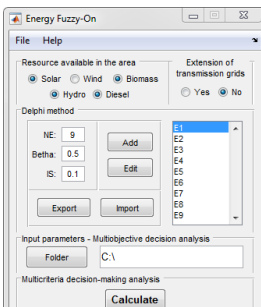 Energy Fuzzy-On
File Help
Resource available in the area
Solar Wind Biomass
Hydro Diesel
Extension of
transmission grids
Yes No
Delphi method
NE: 9
Betha: 0.5
IS: 0.1
Add
Edit
Export Import
E1
E2
E3
E4
E5
E6
E7
E8
E9
Input parameters - Multiobjective decision analysis
Folder C:\
Multicriteria decision-making analysis
Calculate